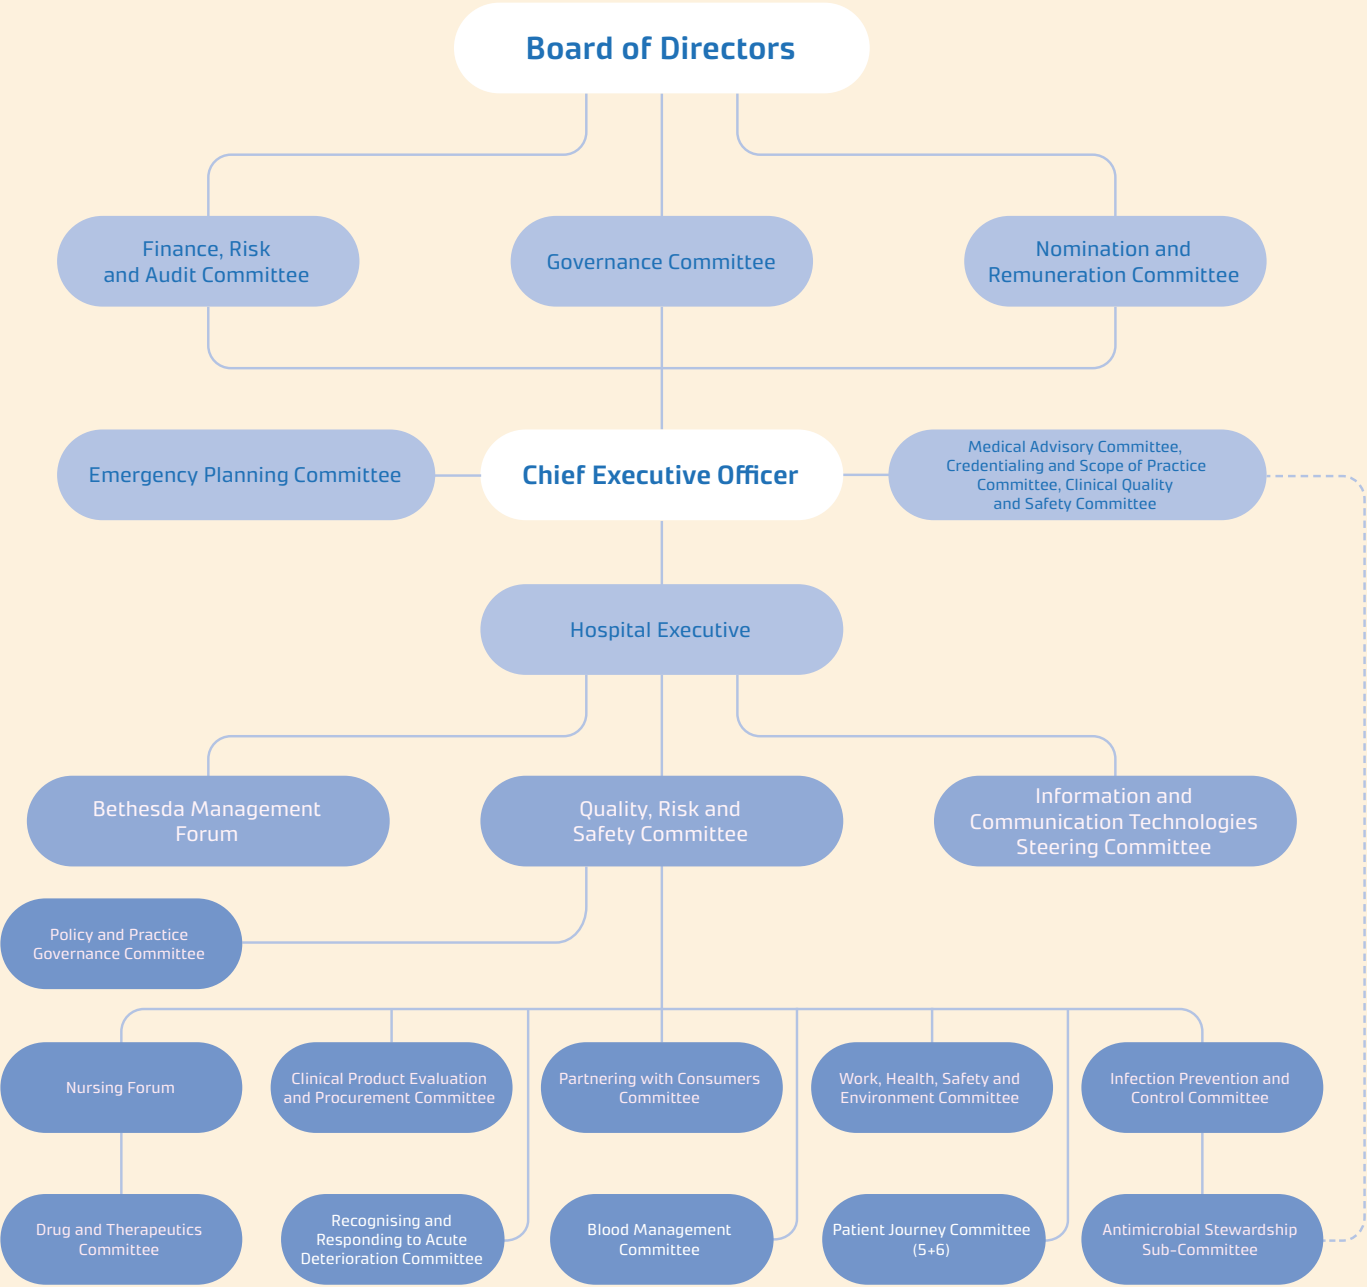 Board of Directors
Finance, Risk
and Audit Committee
Governance Committee
Nomination and
Remuneration Committee
Emergency Planning Committee
Chief Executive Officer
Medical Advisory Committee,
Credentialing and Scope of Practice
Committee, Clinical Quality
and Safety Committee
Hospital Executive
Bethesda Management
Forum
Quality, Risk and
Safety Committee
Information and
Communication Technologies
Steering Committee
Policy and Practice
Governance Committee
Nursing Forum
Clinical Product Evaluation
and Procurement Committee
Partnering with Consumers
Committee
Work, Health, Safety and
Environment Committee
Infection Prevention and
Control Committee
Drug and Therapeutics
Committee
Recognising and
Responding to Acute
Deterioration Committee
Blood Management
Committee
Patient Journey Committee
(5+6)
Antimicrobial Stewardship
Sub-Committee